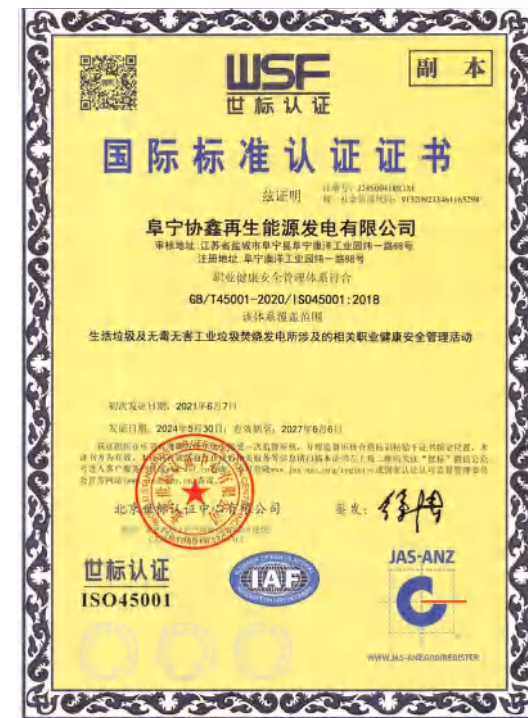 WSF
世标认证
副 本
国际标准认证证书
兹证明
阜宁协鑫再生能源发电有限公司
审核地址:江苏省盐城市阜宁县阜宁澳洋工业园纬一路88号
注册地址:阜宁澳洋工业园纬一路88号
职业健康安全管理体系符合
GB/T45001-2020/ISO45001:2018
该体系覆盖范围
生活垃圾及无毒无害工业垃圾焚烧发电所涉及的相关职业健康安全管理活动
初次发证日期: 2021年6月7日
发证日期: 2024年5月30日; 有效期至: 2027年6月6日
北京世标认证中心有限公司
签发:
世标认证
ISO45001
IAF
JAS-ANZ
WWW.JAS-ANZ.ORG/REGISTER